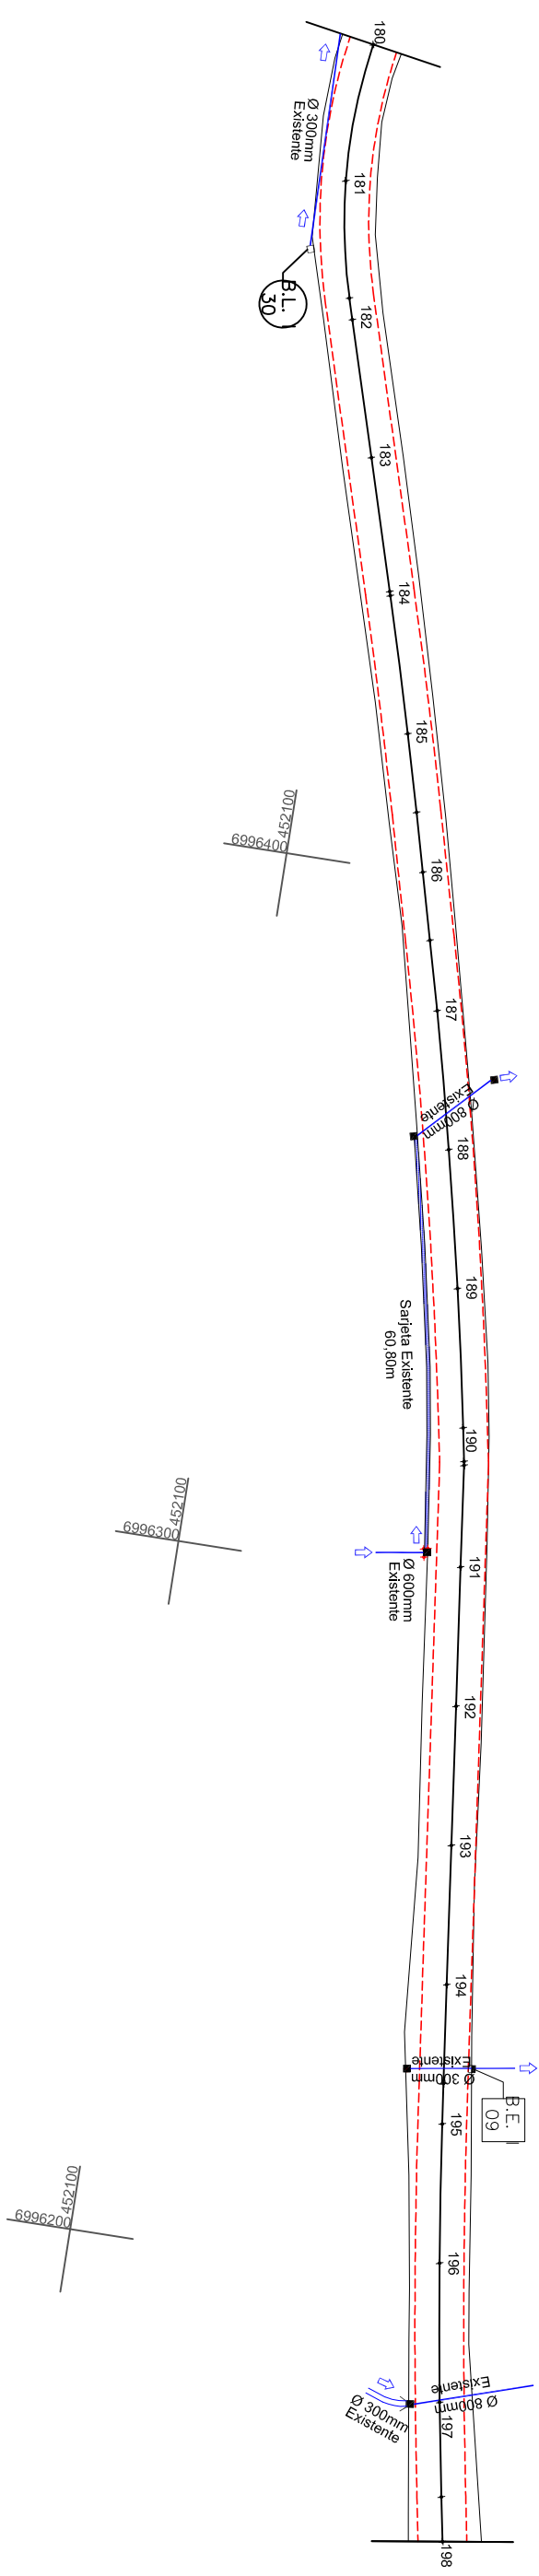 180
Ø 300mm
Existente
181
B.L. I
30
182
183
184
185
452100
6996400
186
187
Ø 800mm
Existente
188
189
Sarjeta Existente
60,80m
190
452100
6996300
Ø 600mm
Existente
191
192
193
194
Ø 300mm
Existente
B.E. I
09
195
452100
6996200
196
Ø 800mm
Existente
Ø 300mm
Existente
197
198